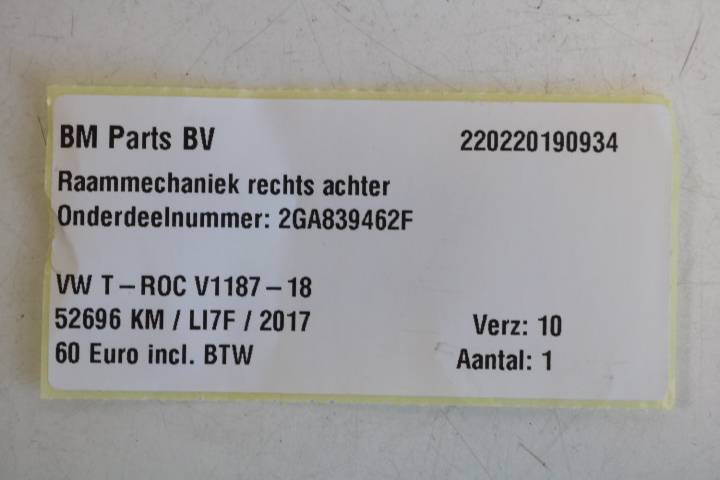 BM Parts BV 220220190934
Raammechaniek rechts achter
Onderdeelnummer: 2GA839462F
VW T-ROC V1187-18
52696 KM / LI7F / 2017 Verz: 10
60 Euro incl. BTW Aantal: 1